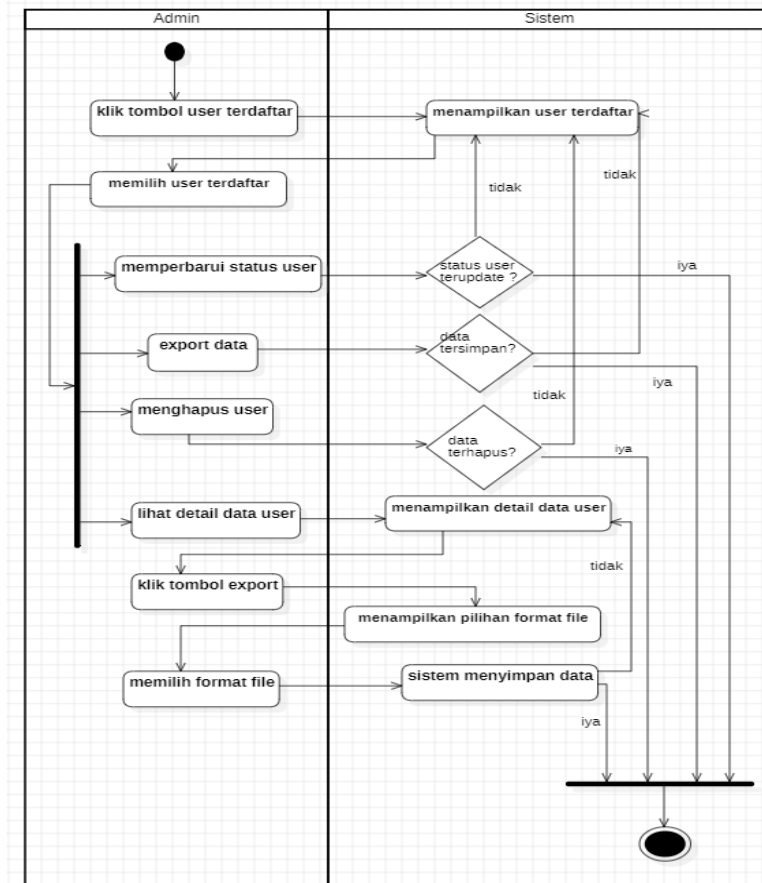 Admin
Sistem
klik tombol user terdaftar
menampilkan user terdaftar
memilih user terdaftar
tidak
tidak
memperbarui status user
status user
terupdate ?
iya
export data
data
tersimpan?
iya
menghapus user
tidak
data
terhapus?
iya
lihat detail data user
menampilkan detail data user
tidak
klik tombol export
menampilkan pilihan format file
memilih format file
sistem menyimpan data
iya